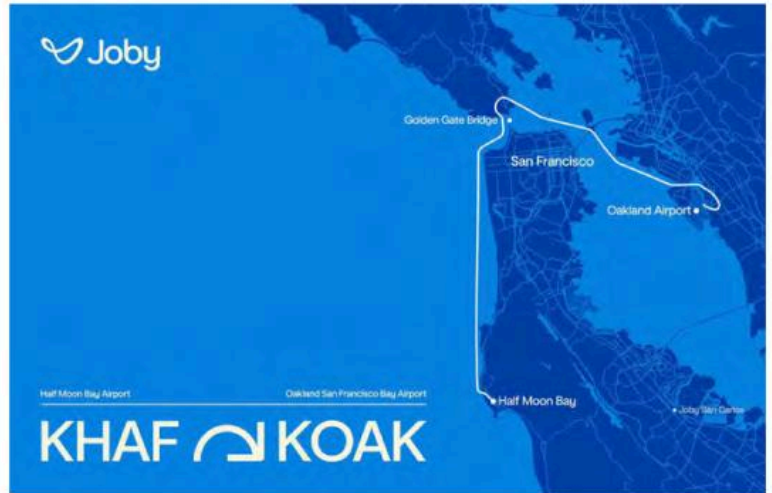 Joby
Golden Gate Bridge
San Francisco
Oakland Airport
Half Moon Bay
Joby San Carlos
Half Moon Bay Airport Oakland San Francisco Bay Airport
KHAF KOAK